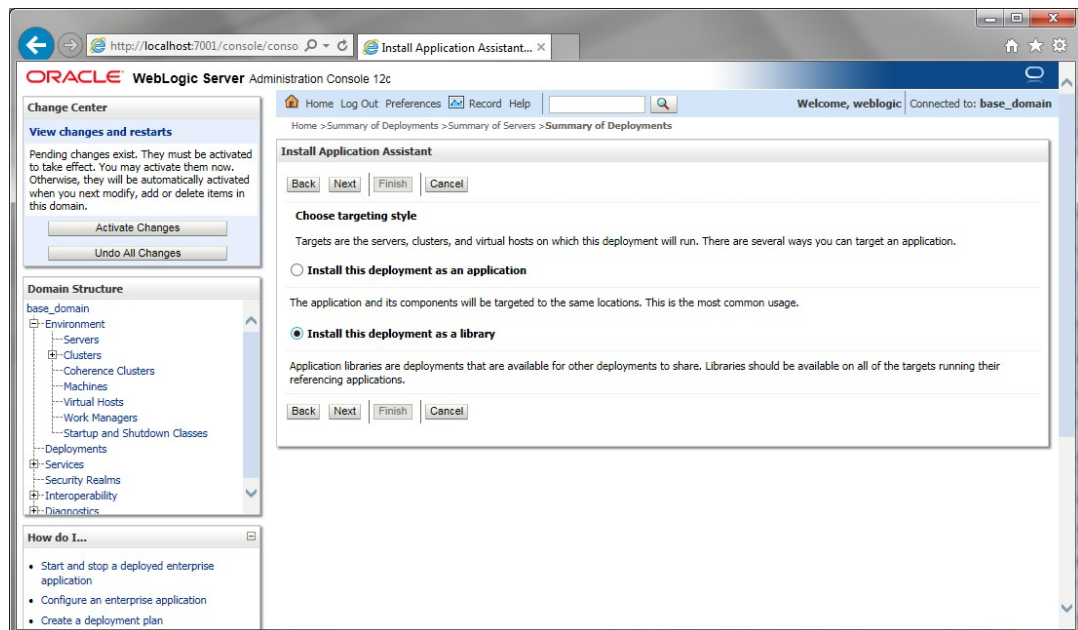 http://localhost:7001/console/conso
Install Application Assistant...
ORACLE WebLogic Server Administration Console 12c
Change Center
View changes and restarts
Pending changes exist. They must be activated
to take effect. You may activate them now.
Otherwise, they will be automatically activated
when you next modify, add or delete items in
this domain.
Activate Changes
Undo All Changes
Domain Structure
base_domain
Environment
Servers
Clusters
Coherence Clusters
Machines
Virtual Hosts
Work Managers
Startup and Shutdown Classes
Deployments
Services
Security Realms
Interoperability
Diagnostics
How do I...
Start and stop a deployed enterprise
application
Configure an enterprise application
Create a deployment plan
Home Log Out Preferences Record Help
Welcome, weblogic Connected to: base_domain
Home >Summary of Deployments >Summary of Servers >Summary of Deployments
Install Application Assistant
Back Next Finish Cancel
Choose targeting style
Targets are the servers, clusters, and virtual hosts on which this deployment will run. There are several ways you can target an application.
Install this deployment as an application
The application and its components will be targeted to the same locations. This is the most common usage.
Install this deployment as a library
Application libraries are deployments that are available for other deployments to share. Libraries should be available on all of the targets running their
referencing applications.
Back Next Finish Cancel